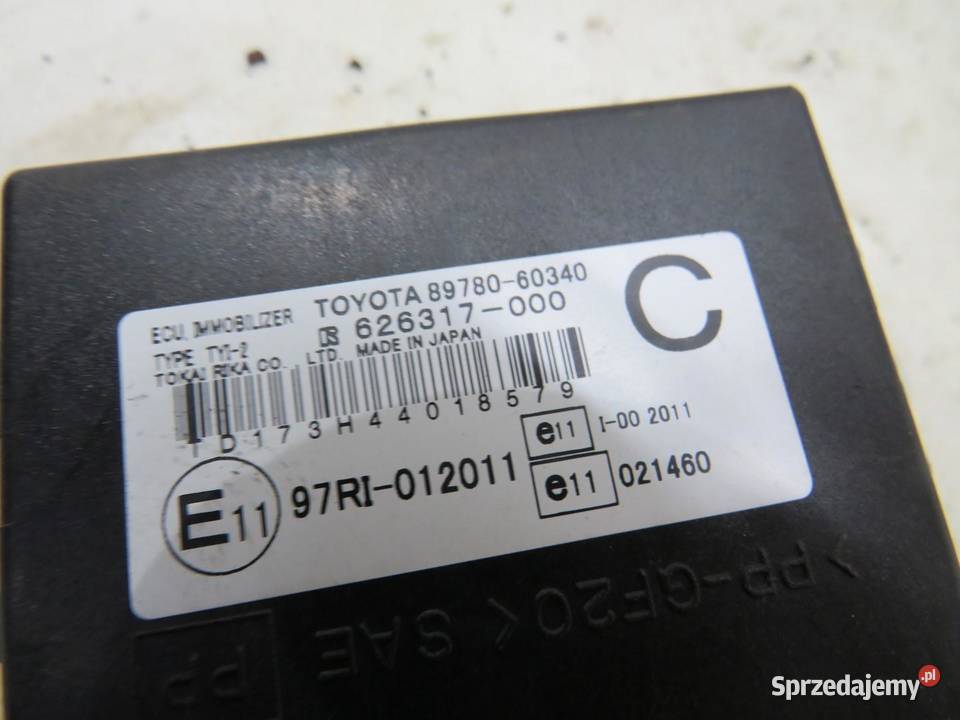 ECU, IMMOBILIZER TOYOTA 89780-60340
TYPE TYI-2 626317-000
TOKAI RIKA CO., LTD. MADE IN JAPAN
C
1D173H44018579
E11 97RI-012011
e11 I-00 2011
e11 021460
>PP-GF20< SAE
PP
Sprzedajemy.pl